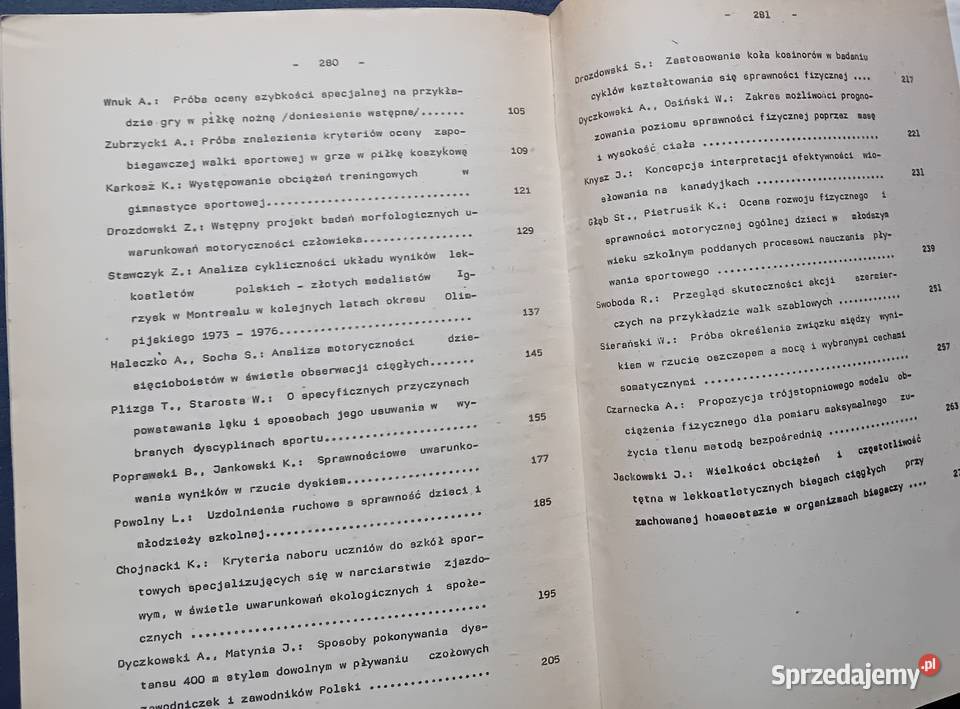 - 280 -
Wnuk A.: Próba oceny szybkości specjalnej na przykła-
dzie gry w piłkę nożną /doniesienie wstępne/....... 105
Zubrzycki A.: Próba znalezienia kryteriów oceny zapo-
biegawczej walki sportowej w grze w piłkę koszykową 109
Karkosz K.: Występowanie obciążeń treningowych w
gimnastyce sportowej............................. 121
Drozdowski Z.: Wstępny projekt badań morfologicznych u-
warunkowań motoryczności człowieka................ 129
Stawczyk Z.: Analiza cykliczności układu wyników lek-
koatletów polskich - złotych medalistów Ig-
rzysk w Montrealu w kolejnych latach okresu Olim-
pijskiego 1973 - 1976............................ 137
Haleczko A., Socha S.: Analiza motoryczności dzie-
sięcioboistów w świetle obserwacji ciągłych....... 145
Plizga T., Starosta W.: O specyficznych przyczynach
powstawania lęku i sposobach jego usuwania w wy-
branych dyscyplinach sportu...................... 155
Poprawski B., Jankowski K.: Sprawnościowe uwarunko-
wania wyników w rzucie dyskiem................... 177
Powolny L.: Uzdolnienia ruchowe a sprawność dzieci i
młodzieży szkolnej............................... 185
Chojnacki K.: Kryteria naboru uczniów do szkół spor-
towych specjalizujących się w narciarstwie zjazdo-
wym, w świetle uwarunkowań ekologicznych i społe-
cznych .......................................... 195
Dyczkowski A., Matynia J.: Sposoby pokonywania dys-
tansu 400 m stylem dowolnym w pływaniu czołowych
zawodniczek i zawodników Polski ................. 205
- 281 -
Drozdowski S.: Zastosowanie koła kosinorów w badaniu
cyklów kształtowania się sprawności fizycznej .... 217
Dyczkowski A., Osiński W.: Zakres możliwości progno-
zowania poziomu sprawności fizycznej poprzez masę
i wysokość ciała ............................ 221
Knysz J.: Koncepcja interpretacji efektywności wio-
słowania na kanadyjkach ..................... 231
Głąb St., Pietrusik K.: Ocena rozwoju fizycznego i
sprawności motorycznej ogólnej dzieci w młodszym
wieku szkolnym poddanych procesowi nauczania pły-
wania sportowego ............................ 239
Swoboda R.: Przegląd skuteczności akcji szermier-
czych na przykładzie walk szablowych ............. 251
Sierański W.: Próba określenia związku między wyni-
kiem w rzucie oszczepem a mocą i wybranymi cechami
somatycznymi ................................ 257
Czarnecka A.: Propozycja trójstopniowego modelu ob-
ciążenia fizycznego dla pomiaru maksymalnego zu-
życia tlenu metodą bezpośrednią ................ 263
Jackowski J.: Wielkości obciążeń i częstotliwość
tętna w lekkoatletycznych biegach ciągłych przy
zachowanej homeostazie w organizmach biegaczy ....
Sprzedajemy.pl